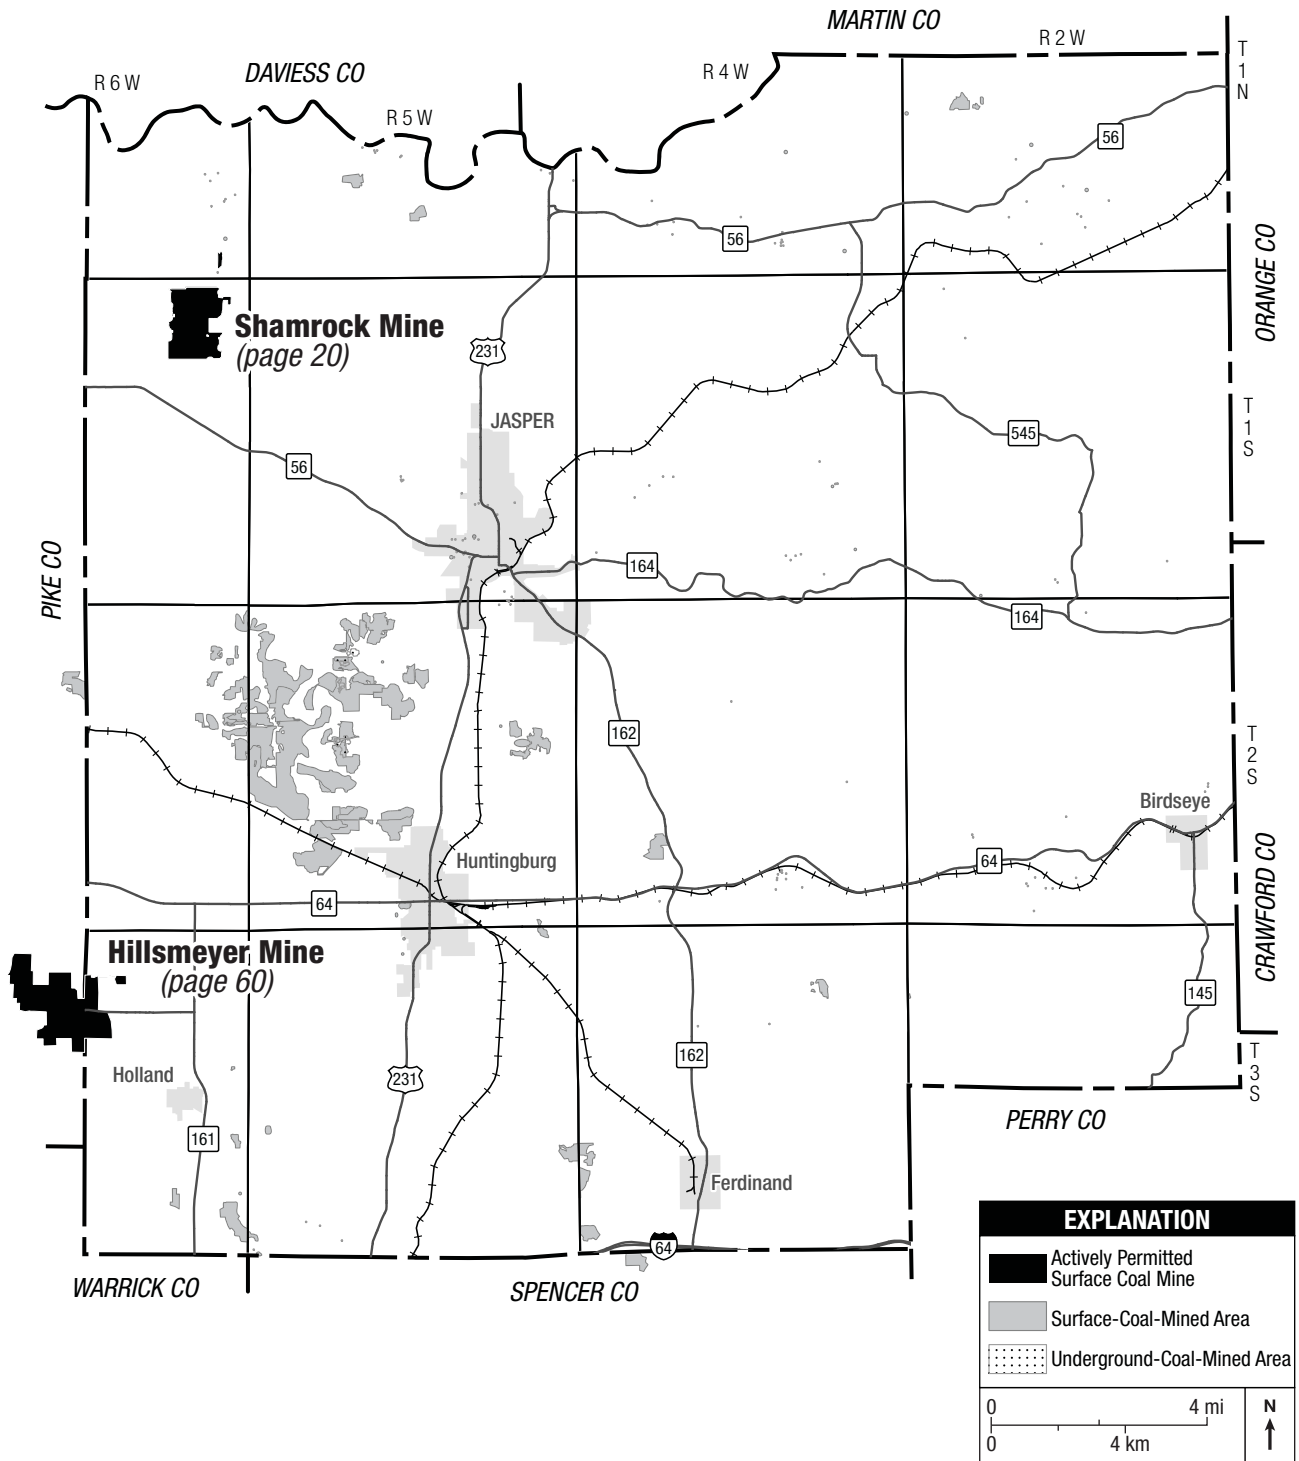 MARTIN CO
R 2 W
T
1
N
DAVIESS CO
R 4 W
R 6 W
R 5 W
56
56
ORANGE CO
Shamrock Mine
(page 20)
231
JASPER
T
1
S
545
56
PIKE CO
164
164
162
T
2
S
Birdseye
Huntingburg
64
64
CRAWFORD CO
Hillsmeyer Mine
(page 60)
145
162
Holland
231
T
3
S
PERRY CO
161
Ferdinand
64
WARRICK CO
SPENCER CO
EXPLANATION
Actively Permitted
Surface Coal Mine
Surface-Coal-Mined Area
Underground-Coal-Mined Area
0 4 mi
0 4 km
N